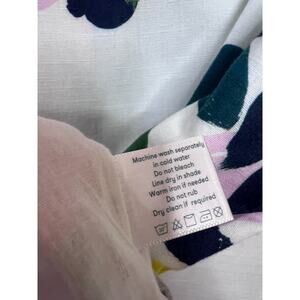 Machine wash separately
in cold water
Do not bleach
Line dry in shade
Warm iron if needed
Do not rub
Dry clean if required